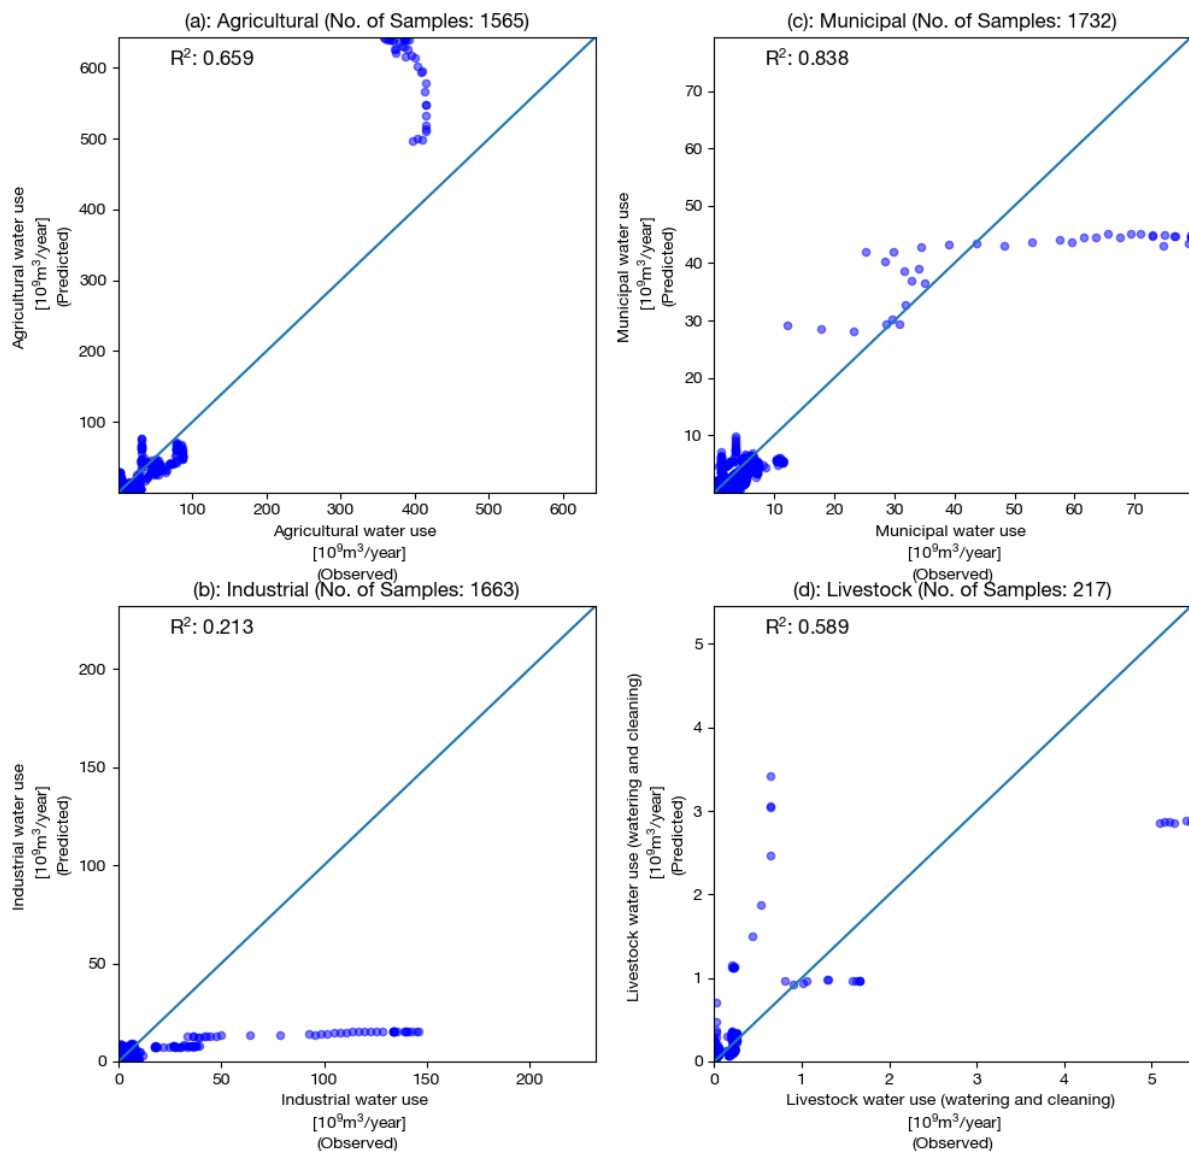 (a): Agricultural (No. of Samples: 1565)
R²: 0.659
600
500
400
300
200
100
Agricultural water use
[10⁹m³/year]
(Predicted)
100
200
300
400
500
600
Agricultural water use
[10⁹m³/year]
(Observed)
(c): Municipal (No. of Samples: 1732)
R²: 0.838
70
60
50
40
30
20
10
Municipal water use
[10⁹m³/year]
(Predicted)
10
20
30
40
50
60
70
Municipal water use
[10⁹m³/year]
(Observed)
(b): Industrial (No. of Samples: 1663)
R²: 0.213
200
150
100
50
0
Industrial water use
[10⁹m³/year]
(Predicted)
0
50
100
150
200
Industrial water use
[10⁹m³/year]
(Observed)
(d): Livestock (No. of Samples: 217)
R²: 0.589
5
4
3
2
1
0
Livestock water use (watering and cleaning)
[10⁹m³/year]
(Predicted)
0
1
2
3
4
5
Livestock water use (watering and cleaning)
[10⁹m³/year]
(Observed)